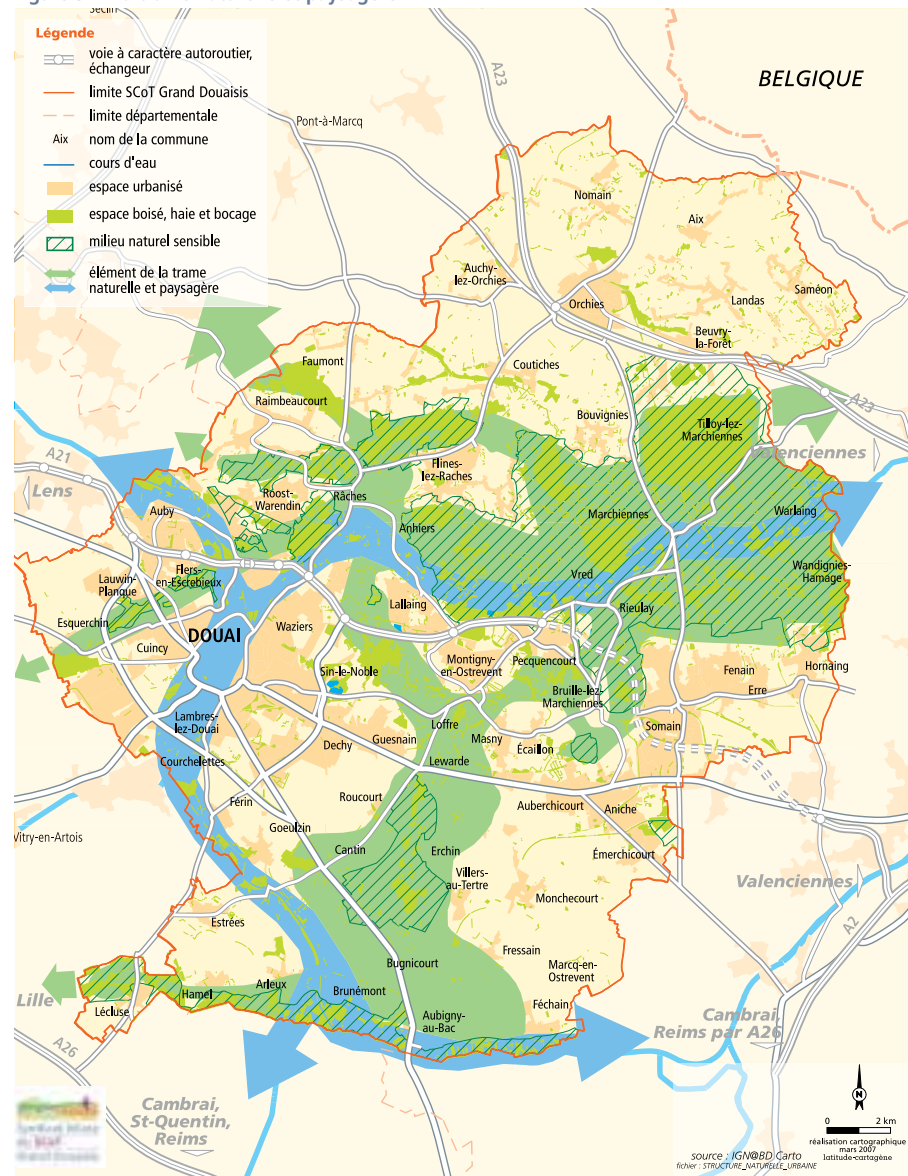 Légende
voie à caractère autoroutier,
échangeur
limite SCoT Grand Douaisis
limite départementale
Aix
nom de la commune
cours d'eau
espace urbanisé
espace boisé, haie et bocage
milieu naturel sensible
élément de la trame
naturelle et paysagère
Pont-à-Marcq
A23
BELGIQUE
Nomain
Aix
Auchy-
lez-Orchies
Orchies
Landas
Saméon
Beuvry-
la-Forêt
Faumont
Coutiches
Raimbeaucourt
Bouvignies
A23
Tilloy-lez-
Marchiennes
Valenciennes
A21
Lens
Flines-
lez-Raches
Roost-
Warendin
Râches
Auby
Anhiers
Marchiennes
Warlaing
Flers-
en-Escrebieux
Lauwin-
Planque
Vred
Wandignies-
Hamage
Esquerchin
Lallaing
Rieulay
DOUAI
Waziers
Cuincy
Sin-le-Noble
Montigny-
en-Ostrevent
Pecquencourt
Fenain
Hornaing
Erre
Bruille-lez-
Marchiennes
Lambres-
lez-Douai
Loffre
Masny
Somain
Dechy
Guesnain
Écaillon
Courchelettes
Lewarde
Férin
Roucourt
Auberchicourt
Aniche
Goeulzin
Vitry-en-Artois
Cantin
Erchin
Émerchicourt
Villers-
au-Tertre
Valenciennes
Monchecourt
A2
Estrées
Fressain
Bugnicourt
Marcq-en-
Ostrevent
Lille
Hamel
Arleux
Brunémont
Lécluse
Féchain
Aubigny-
au-Bac
Cambrai,
Reims par A26
A26
Cambrai,
St-Quentin,
Reims
N
0 2 km
réalisation cartographique
mars 2007
latitude-cartagène
source : IGN@BD Carto
fichier : STRUCTURE_NATURELLE_URBAINE